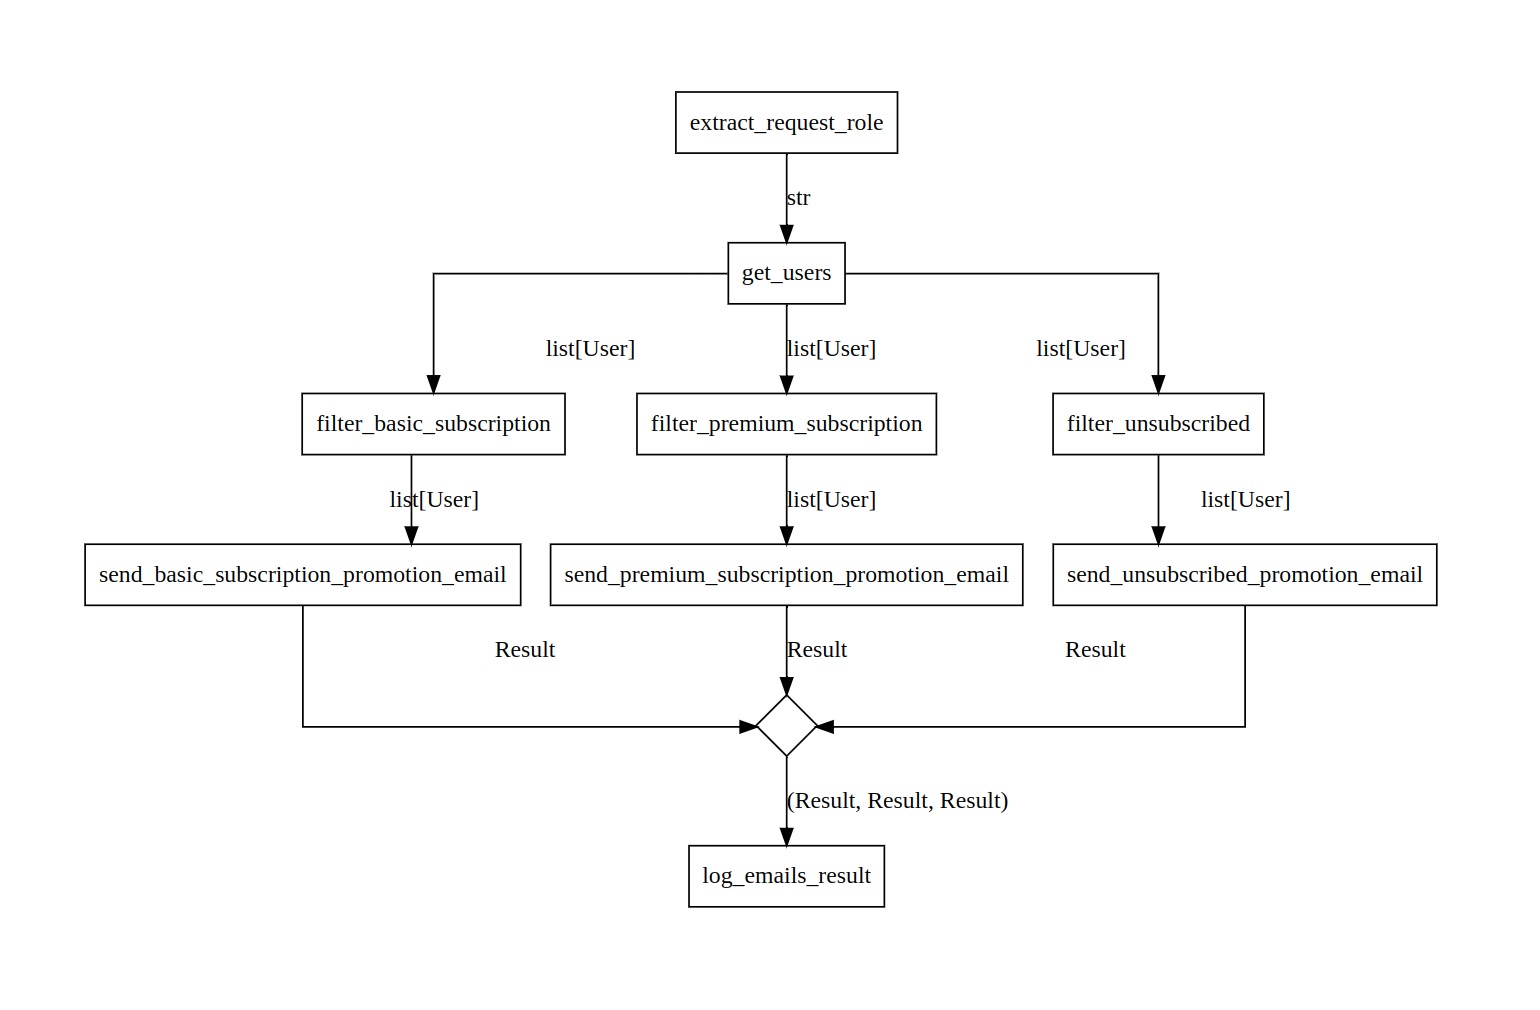 extract_request_role
str
get_users
list[User]
list[User]
list[User]
filter_basic_subscription
filter_premium_subscription
filter_unsubscribed
list[User]
list[User]
list[User]
send_basic_subscription_promotion_email
send_premium_subscription_promotion_email
send_unsubscribed_promotion_email
Result
Result
Result
(Result, Result, Result)
log_emails_result